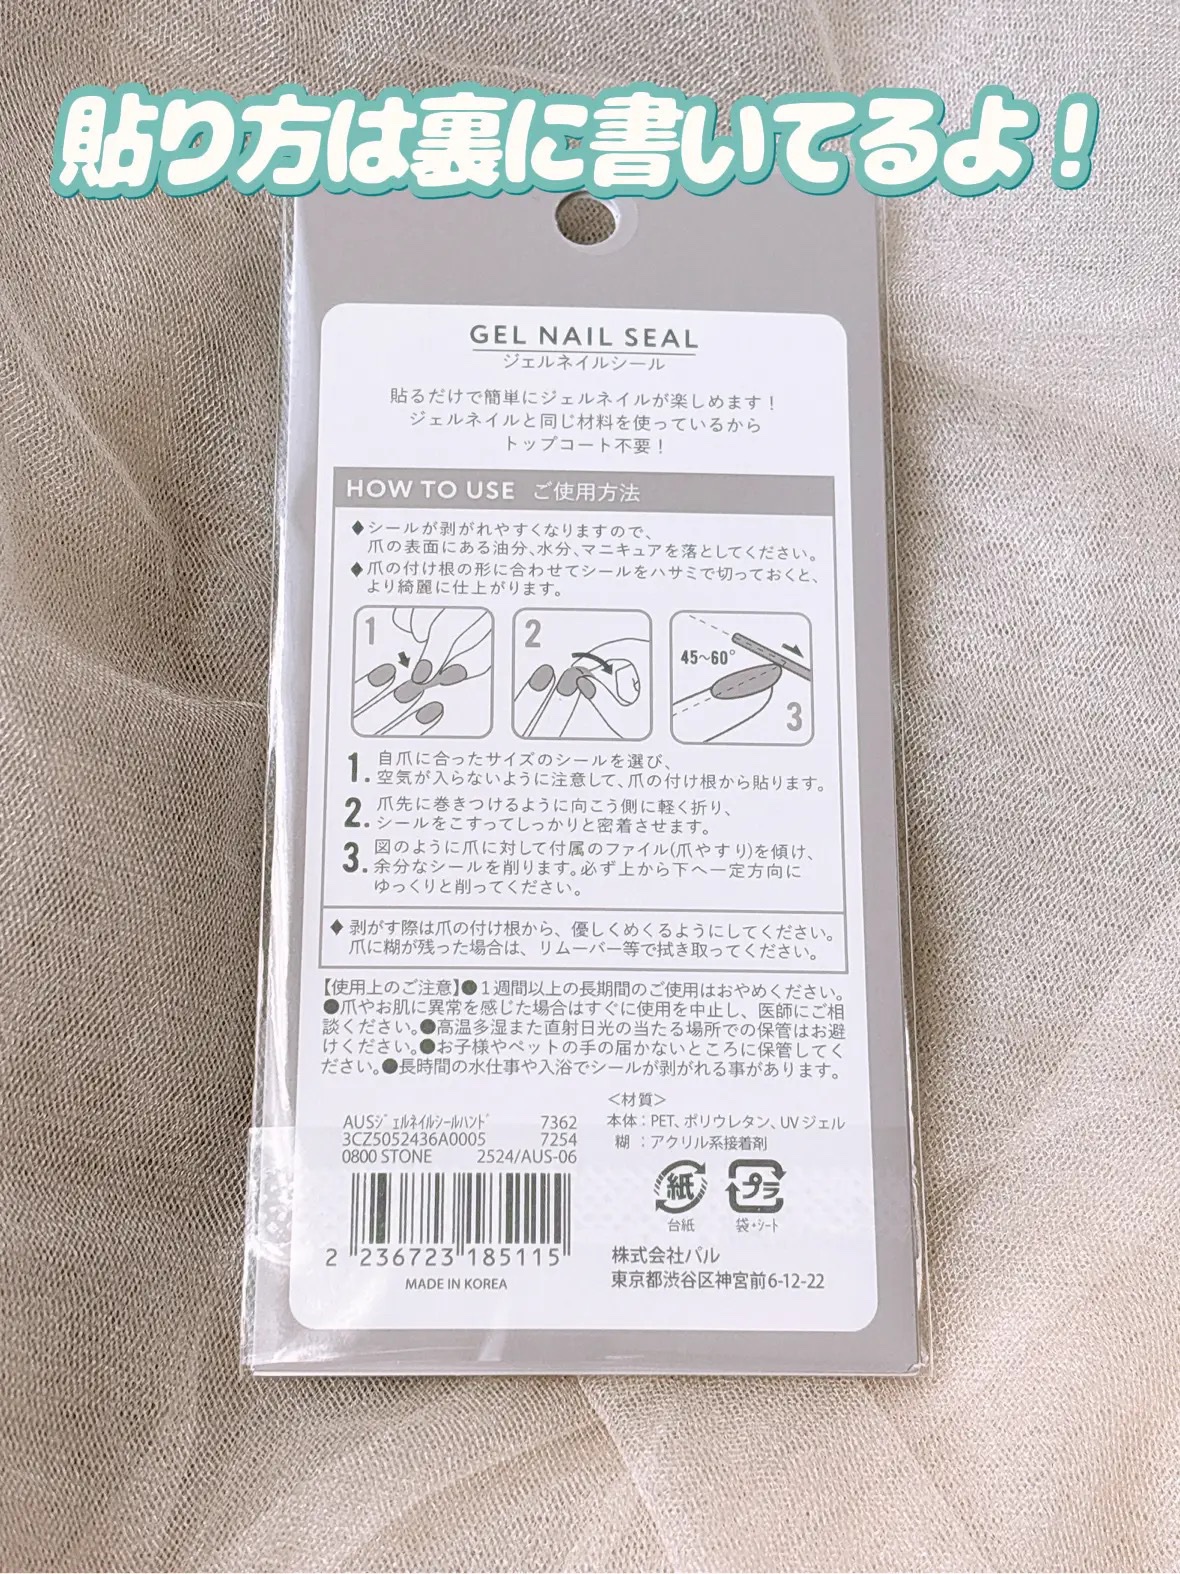 貼り方は裏に書いてるよ！
GEL NAIL SEAL
ジェルネイルシール
貼るだけで簡単にジェルネイルが楽しめます！
ジェルネイルと同じ材料を使っているから
トップコート不要！
HOW TO USE ご使用方法
◆シールが剥がれやすくなりますので、
爪の表面にある油分、水分、マニキュアを落としてください。
◆爪の付け根の形に合わせてシールをハサミで切っておくと、
より綺麗に仕上がります。
1
2
45~60°
3
1. 自爪に合ったサイズのシールを選び、
空気が入らないように注意して、爪の付け根から貼ります。
2. 爪先に巻きつけるように向こう側に軽く折り、
シールをこすってしっかりと密着させます。
3. 図のように爪に対して付属のファイル(爪やすり)を傾け、
余分なシールを削ります。必ず上から下へ一定方向に
ゆっくりと削ってください。
◆剥がす際は爪の付け根から、優しくめくるようにしてください。
爪に糊が残った場合は、リムーバー等で拭き取ってください。
【使用上のご注意】●1週間以上の長期間のご使用はおやめください。
●爪やお肌に異常を感じた場合はすぐに使用を中止し、医師にご相
談ください。●高温多湿また直射日光の当たる場所での保管はお避
けください。●お子様やペットの手の届かないところに保管してく
ださい。●長時間の水仕事や入浴でシールが剥がれる事があります。
AUSｼﾞｪﾙﾈｲﾙｼｰﾙﾊﾝﾄﾞ 7362
3CZ5052436A0005 7254
0800 STONE 2524/AUS-06
2 236723 185115
MADE IN KOREA
＜材質＞
本体：PET、ポリウレタン、UVジェル
糊 ：アクリル系接着剤
紙
台紙
プラ
袋・シート
株式会社パル
東京都渋谷区神宮前6-12-22